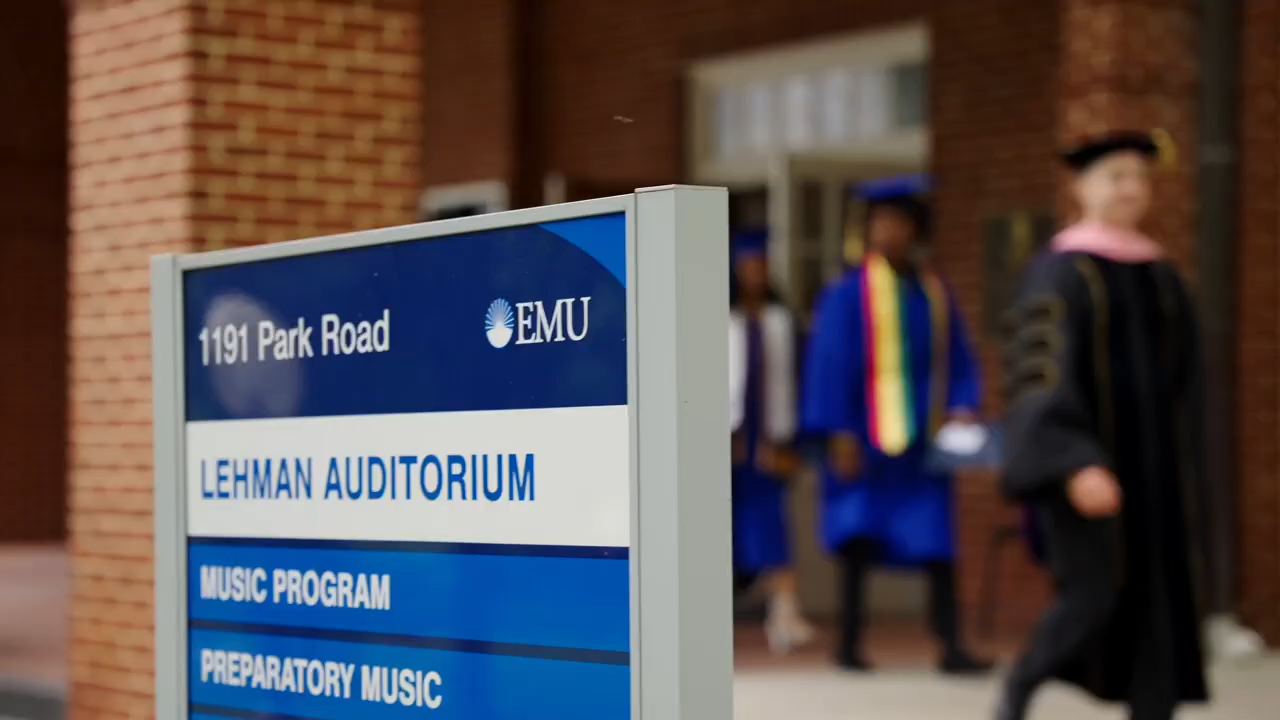 1191 Park Road
EMU
LEHMAN AUDITORIUM
MUSIC PROGRAM
PREPARATORY MUSIC